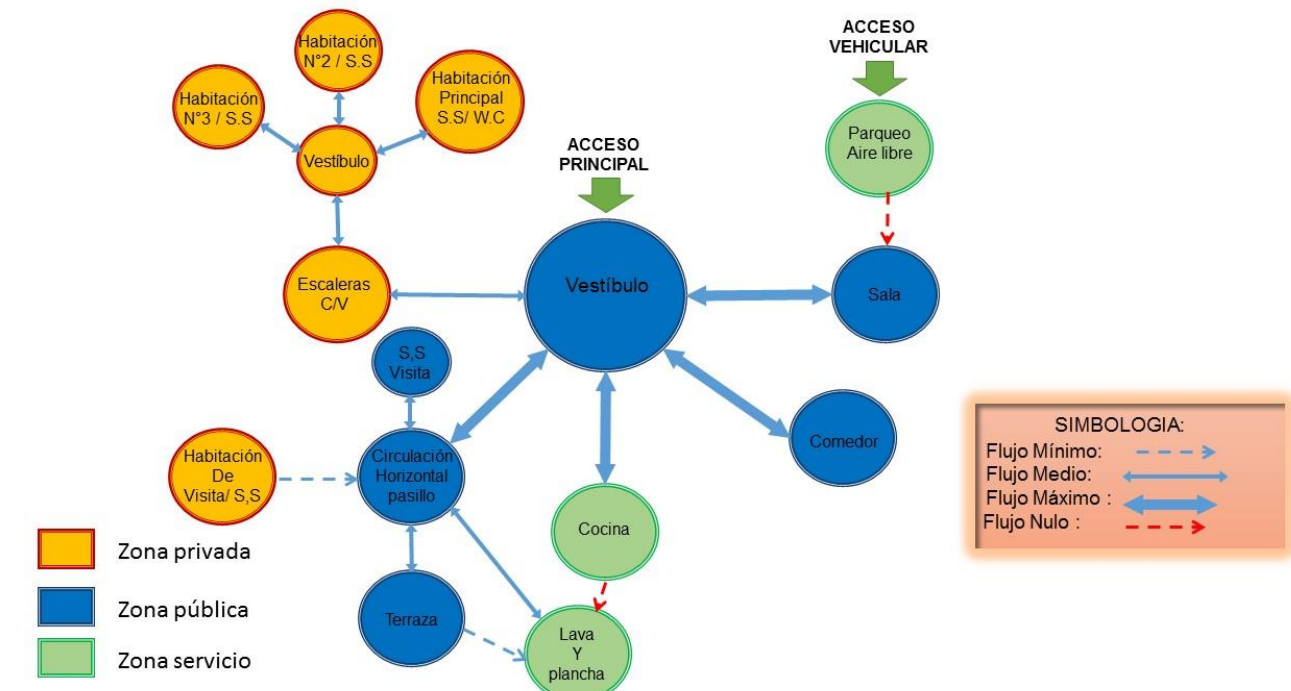 Habitación
N°2 / S.S
Habitación
N°3 / S.S
Habitación
Principal
S.S/ W.C
Vestíbulo
Escaleras
C/V
ACCESO
PRINCIPAL
Vestíbulo
ACCESO
VEHICULAR
Parqueo
Aire libre
Sala
S,S
Visita
Circulación
Horizontal
pasillo
Habitación
De
Visita/ S,S
Comedor
Cocina
Terraza
Lava
Y
plancha
Zona privada
Zona pública
Zona servicio
SIMBOLOGIA:
Flujo Mínimo:
Flujo Medio:
Flujo Máximo :
Flujo Nulo :